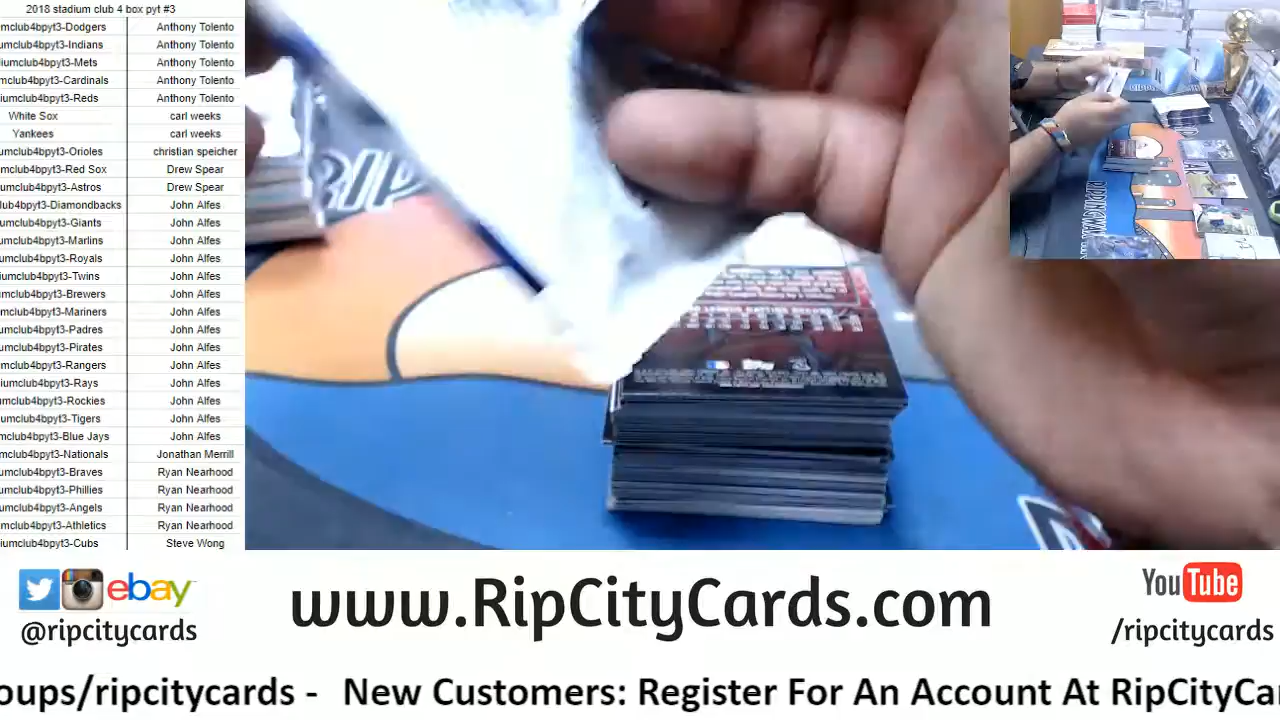 2018 stadium club 4 box pyt #3
mclub4bpyt3-Dodgers Anthony Tolento
umclub4bpyt3-Indians Anthony Tolento
iumclub4bpyt3-Mets Anthony Tolento
mclub4bpyt3-Cardinals Anthony Tolento
iumclub4bpyt3-Reds Anthony Tolento
White Sox carl weeks
Yankees carl weeks
umclub4bpyt3-Orioles christian speicher
umclub4bpyt3-Red Sox Drew Spear
umclub4bpyt3-Astros Drew Spear
lub4bpyt3-Diamondbacks John Alfes
umclub4bpyt3-Giants John Alfes
umclub4bpyt3-Marlins John Alfes
umclub4bpyt3-Royals John Alfes
iumclub4bpyt3-Twins John Alfes
mclub4bpyt3-Brewers John Alfes
mclub4bpyt3-Mariners John Alfes
umclub4bpyt3-Padres John Alfes
umclub4bpyt3-Pirates John Alfes
mclub4bpyt3-Rangers John Alfes
iumclub4bpyt3-Rays John Alfes
mclub4bpyt3-Rockies John Alfes
umclub4bpyt3-Tigers John Alfes
mclub4bpyt3-Blue Jays John Alfes
mclub4bpyt3-Nationals Jonathan Merrill
umclub4bpyt3-Braves Ryan Nearhood
umclub4bpyt3-Phillies Ryan Nearhood
umclub4bpyt3-Angels Ryan Nearhood
mclub4bpyt3-Athletics Ryan Nearhood
iumclub4bpyt3-Cubs Steve Wong
RIP
ebay
@ripcitycards
www.RipCityCards.com
YouTube
/ripcitycards
oups/ripcitycards - New Customers: Register For An Account At RipCityCar